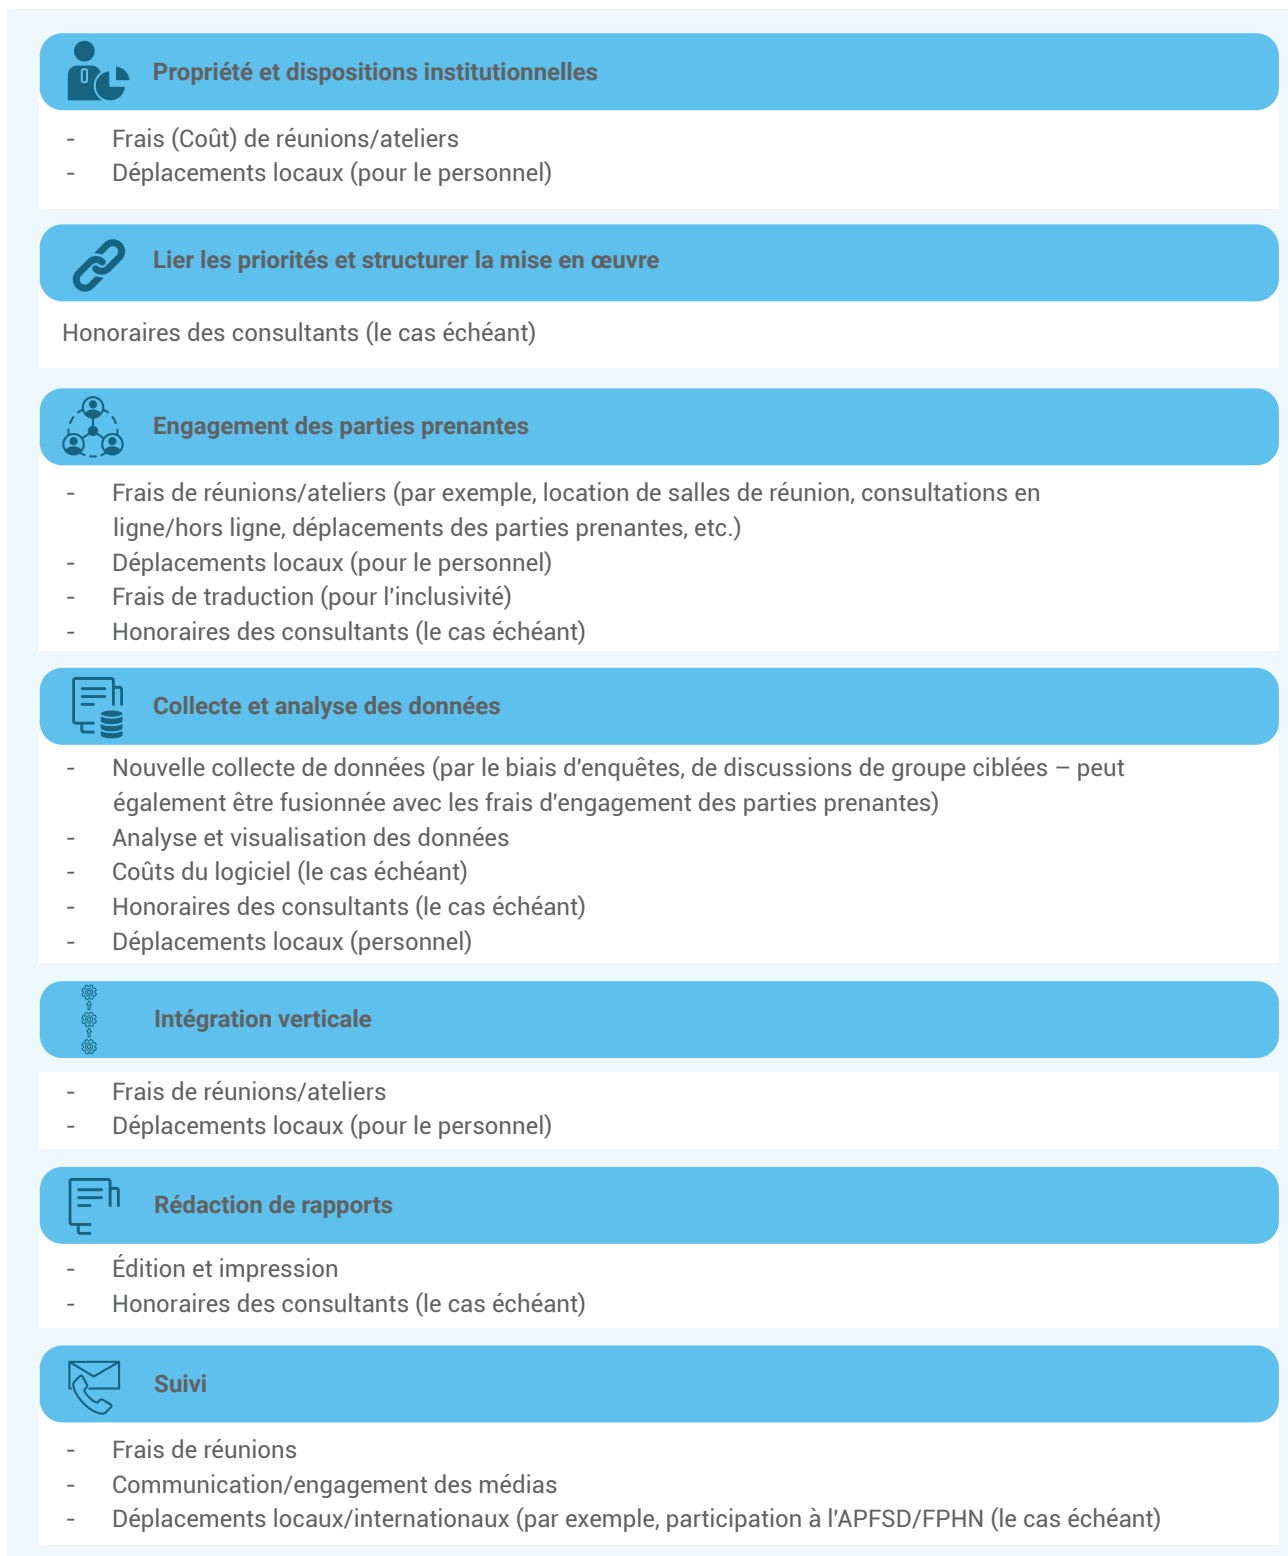 Propriété et dispositions institutionnelles
- Frais (Coût) de réunions/ateliers
- Déplacements locaux (pour le personnel)
Lier les priorités et structurer la mise en œuvre
Honoraires des consultants (le cas échéant)
Engagement des parties prenantes
- Frais de réunions/ateliers (par exemple, location de salles de réunion, consultations en
ligne/hors ligne, déplacements des parties prenantes, etc.)
- Déplacements locaux (pour le personnel)
- Frais de traduction (pour l'inclusivité)
- Honoraires des consultants (le cas échéant)
Collecte et analyse des données
- Nouvelle collecte de données (par le biais d'enquêtes, de discussions de groupe ciblées – peut
également être fusionnée avec les frais d'engagement des parties prenantes)
- Analyse et visualisation des données
- Coûts du logiciel (le cas échéant)
- Honoraires des consultants (le cas échéant)
- Déplacements locaux (personnel)
Intégration verticale
- Frais de réunions/ateliers
- Déplacements locaux (pour le personnel)
Rédaction de rapports
- Édition et impression
- Honoraires des consultants (le cas échéant)
Suivi
- Frais de réunions
- Communication/engagement des médias
- Déplacements locaux/internationaux (par exemple, participation à l'APFSD/FPHN (le cas échéant)